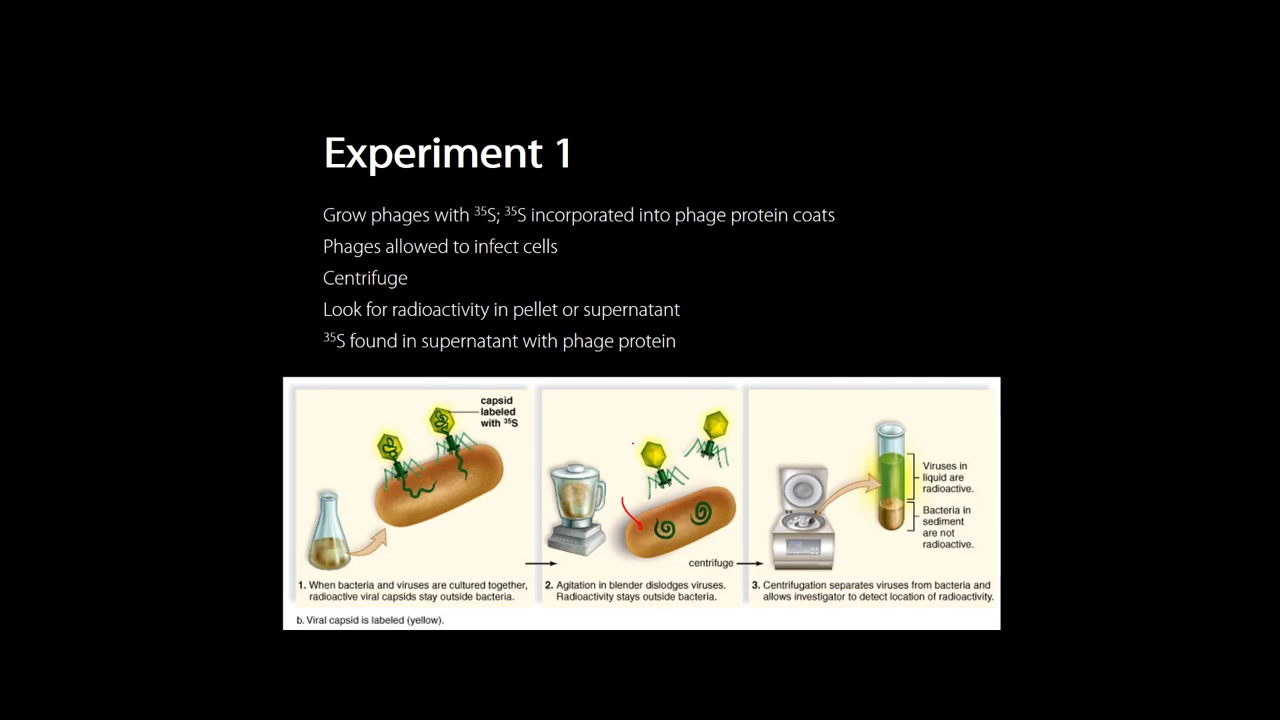 Experiment 1
Grow phages with ³⁵S; ³⁵S incorporated into phage protein coats
Phages allowed to infect cells
Centrifuge
Look for radioactivity in pellet or supernatant
³⁵S found in supernatant with phage protein
capsid
labeled
with ³⁵S
1. When bacteria and viruses are cultured together,
radioactive viral capsids stay outside bacteria.
centrifuge
2. Agitation in blender dislodges viruses.
Radioactivity stays outside bacteria.
Viruses in
liquid are
radioactive.
Bacteria in
sediment
are not
radioactive.
3. Centrifugation separates viruses from bacteria and
allows investigator to detect location of radioactivity.
b. Viral capsid is labeled (yellow).